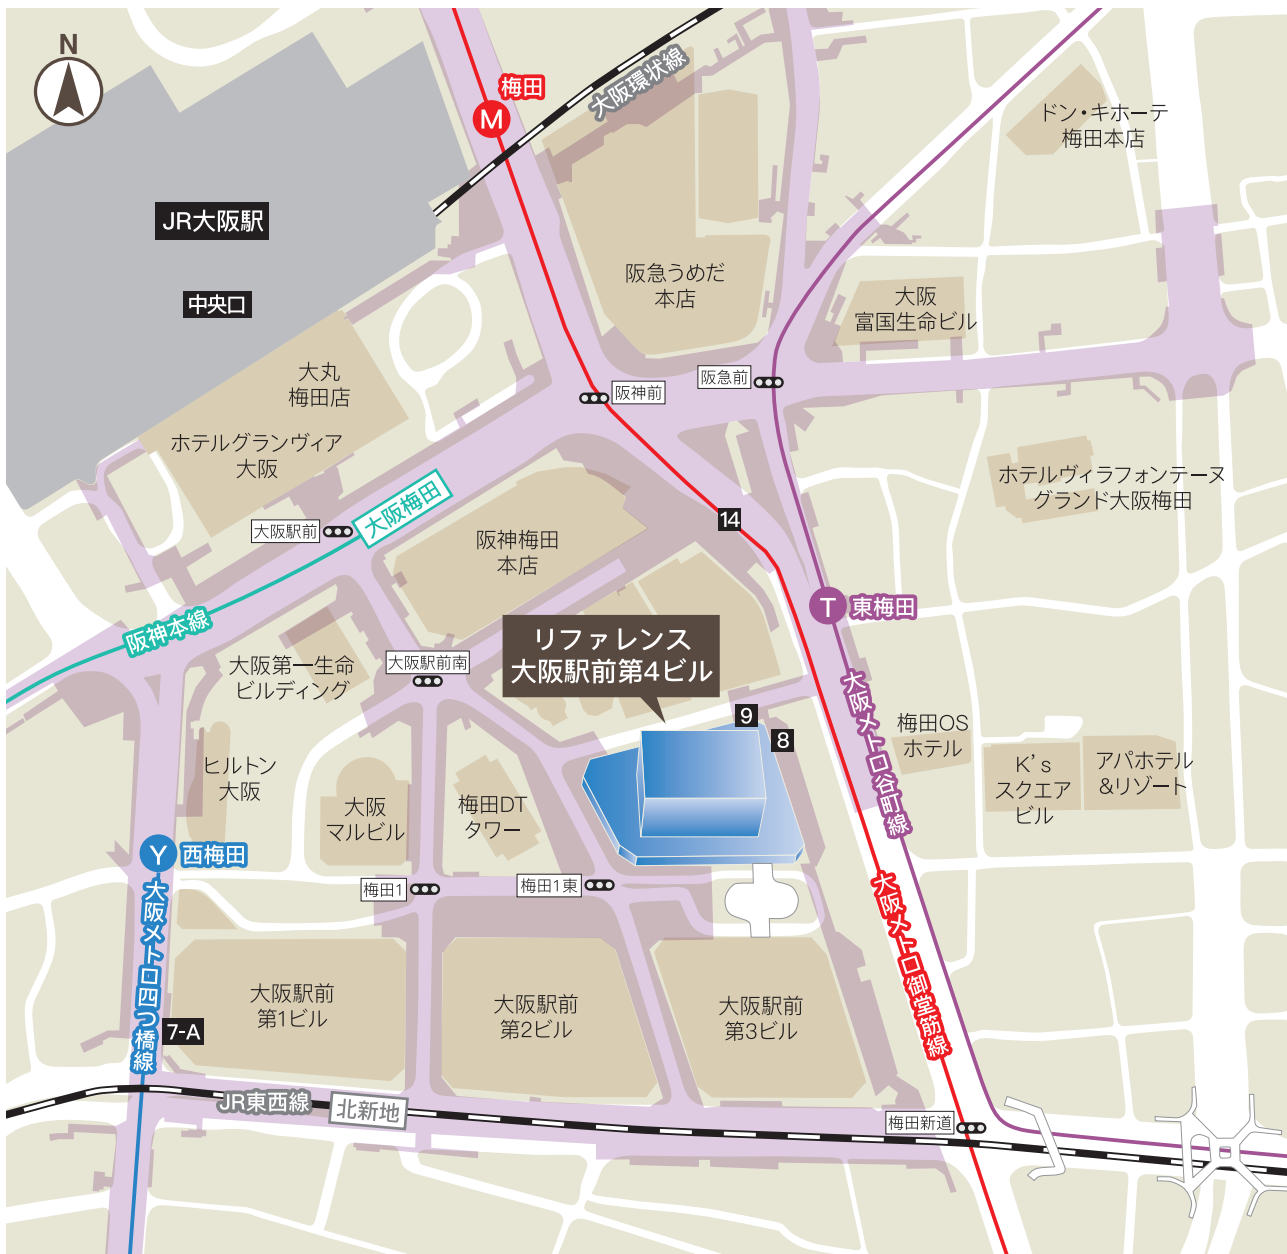 N
梅田
M
大阪環状線
ドン・キホーテ
梅田本店
JR大阪駅
中央口
阪急うめだ
本店
大阪
富国生命ビル
大丸
梅田店
阪神前
阪急前
ホテルグランヴィア
大阪
大阪梅田
大阪駅前
ホテルヴィラフォンテーヌ
グランド大阪梅田
14
阪神梅田
本店
阪神本線
T
東梅田
リファレンス
大阪駅前第4ビル
大阪駅前南
大阪第一生命
ビルディング
大阪メトロ谷町線
9
8
梅田OS
ホテル
ヒルトン
大阪
K's
スクエア
ビル
アパホテル
&リゾート
大阪
マルビル
梅田DT
タワー
Y
西梅田
梅田1
梅田1東
大阪メトロ四つ橋線
大阪メトロ御堂筋線
大阪駅前
第1ビル
大阪駅前
第2ビル
大阪駅前
第3ビル
7-A
JR東西線
北新地
梅田新道